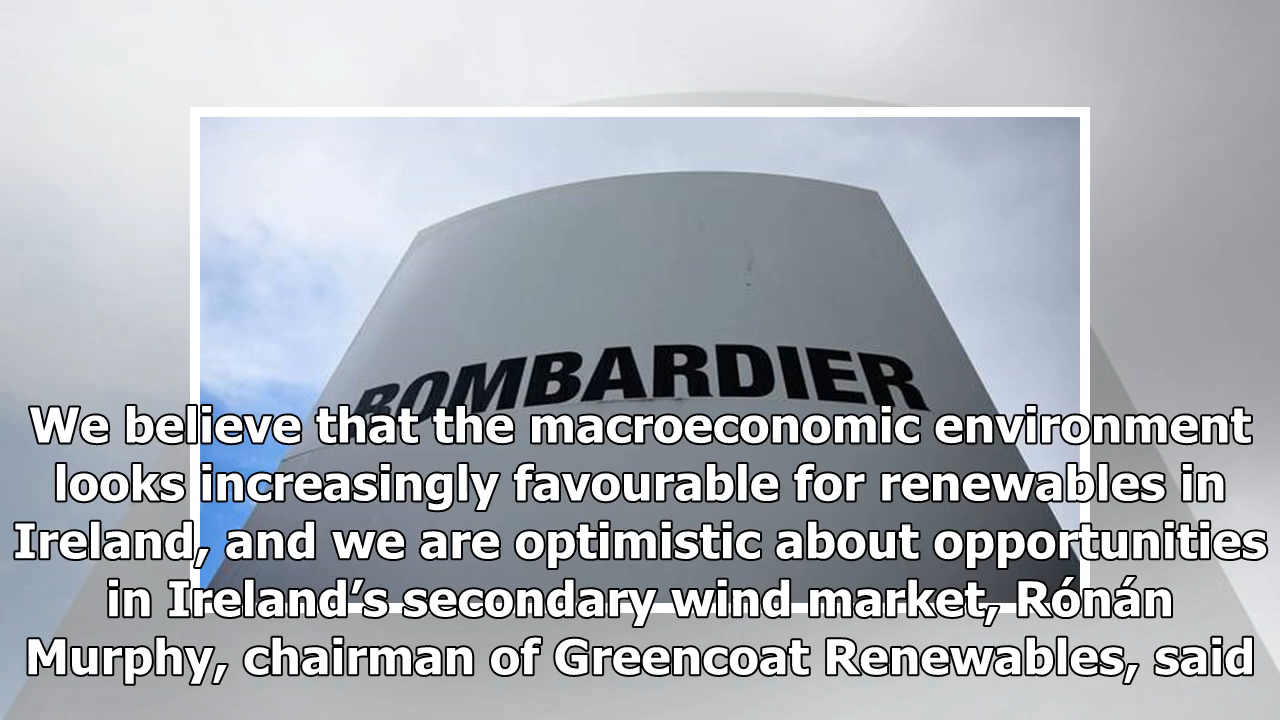 BOMBARDIER
We believe that the macroeconomic environment
looks increasingly favourable for renewables in
Ireland, and we are optimistic about opportunities
in Ireland’s secondary wind market, Rónán
Murphy, chairman of Greencoat Renewables, said